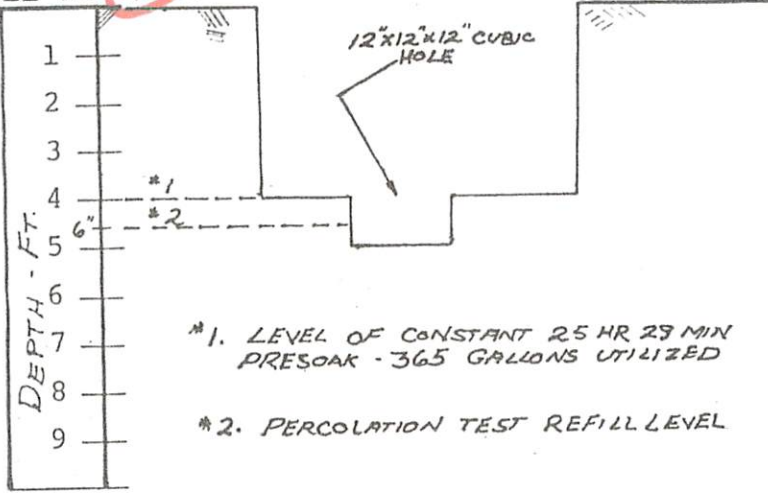 12"x12"x12" CUBIC
HOLE
1
2
3
4
5
6
7
8
9
*1
*2
6"
DEPTH - FT.
*1. LEVEL OF CONSTANT 25 HR 29 MIN
PRESOAK - 365 GALLONS UTILIZED
*2. PERCOLATION TEST REFILL LEVEL